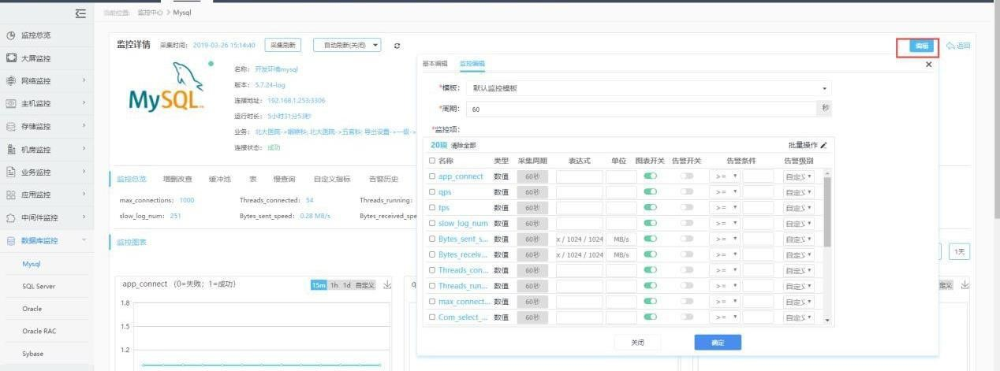 当前位置: 监控中心 > Mysql
监控总览
大屏监控
网络监控
主机监控
存储监控
机房监控
业务监控
应用监控
中间件监控
数据库监控
Mysql
SQL Server
Oracle
Oracle RAC
Sybase
监控详情 采集时间: 2019-03-26 15:14:40 采集刷新 自动刷新(关闭) 编辑 返回
MySQL
名称: 开发环境mysql
版本: 5.7.24-log
连接地址: 192.168.1.253:3306
运行时长: 5小时31分53秒
业务: 北大医院->眼眼科; 北大医院->五官科; 导出设置->一级->
连接状态: 成功
监控总览 增删改查 缓冲池 表 慢查询 自定义指标 告警历史
max_connections: 1000 Threads_connected: 54 Threads_running:
slow_log_num: 251 Bytes_sent_speed: 0.28 MB/s Bytes_received_spe
监控图表
1天
app_connect (0=失败; 1=成功) 15m 1h 1d 自定义
q
定义
1.8
1.5
1.2
基本编辑 监控编辑
*模板: 默认监控模板
*周期: 60 秒
*监控项:
20项 清除全部 批量操作
名称 类型 采集周期 表达式 单位 图表开关 告警开关 告警条件 告警级别
app_connect 数值 60秒 >= 自定义
qps 数值 60秒 >= 自定义
tps 数值 60秒 >= 自定义
slow_log_num 数值 60秒 >= 自定义
Bytes_sent_s... 数值 60秒 x / 1024 / 1024 MB/s >= 自定义
Bytes_receiv... 数值 60秒 x / 1024 / 1024 MB/s >= 自定义
Threads_con... 数值 60秒 >= 自定义
Threads_run... 数值 60秒 >= 自定义
max_connect... 数值 60秒 >= 自定义
Com_select_... 数值 60秒 >= 自定义
关闭 确定